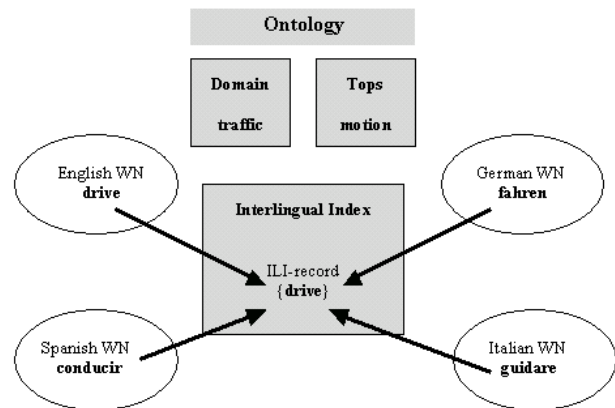 Ontology
Domain
traffic
Tops
motion
English WN
drive
German WN
fahren
Interlingual Index
ILI-record
{drive}
Spanish WN
conducir
Italian WN
guidare